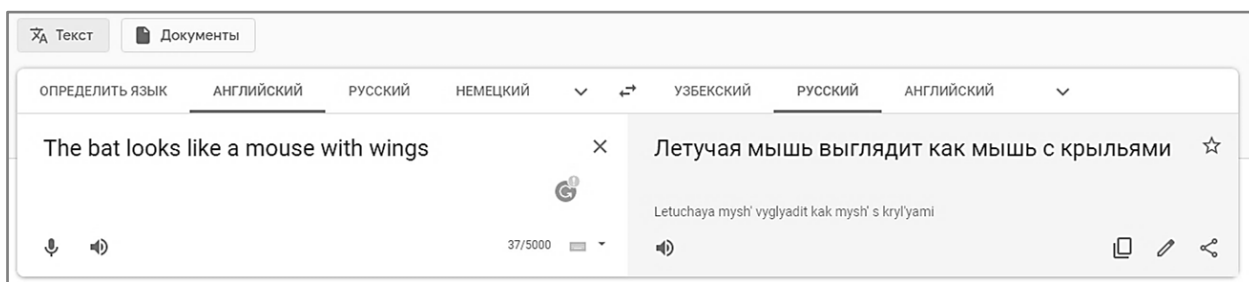 Текст Документы
ОПРЕДЕЛИТЬ ЯЗЫК АНГЛИЙСКИЙ РУССКИЙ НЕМЕЦКИЙ УЗБЕКСКИЙ РУССКИЙ АНГЛИЙСКИЙ
The bat looks like a mouse with wings
37/5000
Летучая мышь выглядит как мышь с крыльями
Letuchaya mysh' vyglyadit kak mysh' s kryl'yami